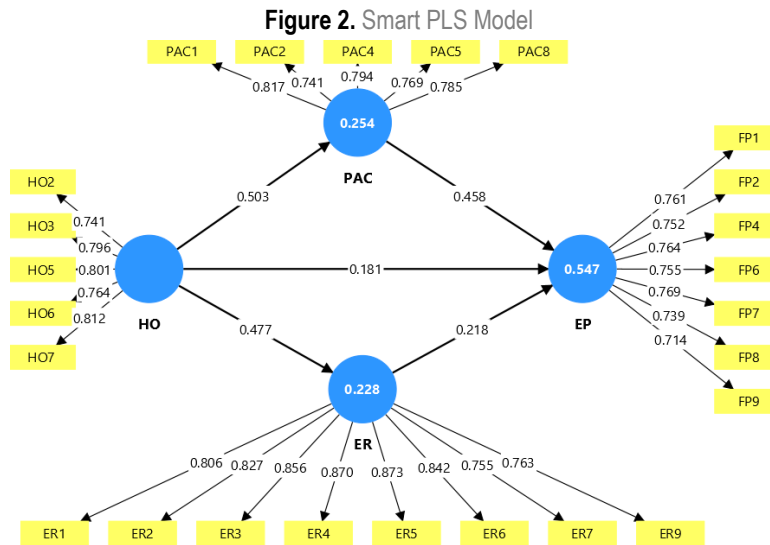 Figure 2. Smart PLS Model
PAC1 PAC2 PAC4 PAC5 PAC8
0.817 0.741 0.794 0.769 0.785
0.254
PAC
HO2
HO3
HO5
HO6
HO7
0.741
0.796
0.801
0.764
0.812
HO
0.503
0.458
0.181
0.477
0.218
0.547
EP
0.761
0.752
0.764
0.755
0.769
0.739
0.714
FP1
FP2
FP4
FP6
FP7
FP8
FP9
0.228
ER
0.806 0.827 0.856 0.870 0.873 0.842 0.755 0.763
ER1 ER2 ER3 ER4 ER5 ER6 ER7 ER9